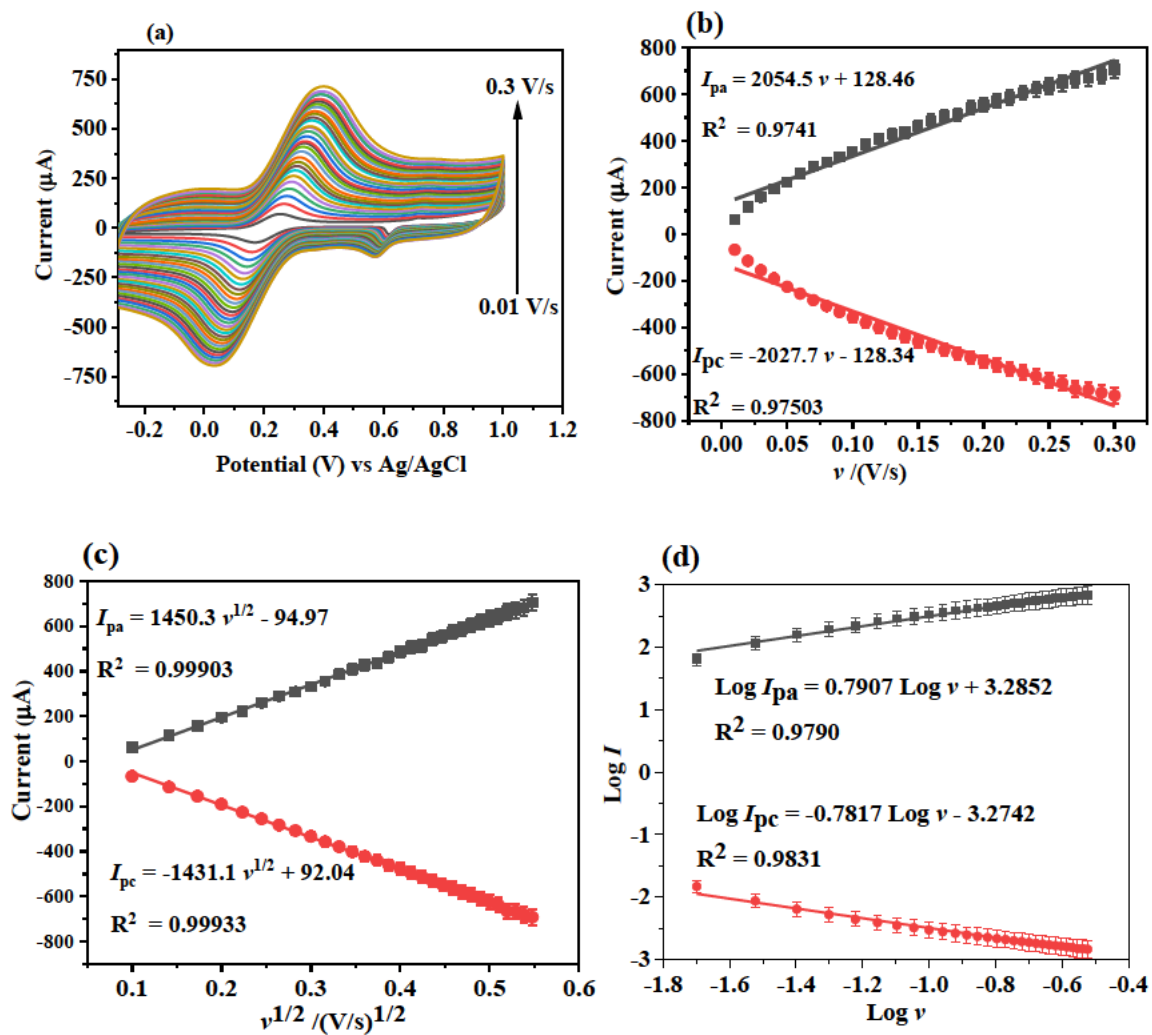 (a)
0.3 V/s
0.01 V/s
Current (μA)
750
500
250
0
-250
-500
-750
-0.2 0.0 0.2 0.4 0.6 0.8 1.0 1.2
Potential (V) vs Ag/AgCl
(b)
Ipa = 2054.5 v + 128.46
R² = 0.9741
Ipc = -2027.7 v - 128.34
R² = 0.97503
Current (μA)
800
600
400
200
0
-200
-400
-600
-800
0.00 0.05 0.10 0.15 0.20 0.25 0.30
v /(V/s)
(c)
Ipa = 1450.3 v1/2 - 94.97
R² = 0.99903
Ipc = -1431.1 v1/2 + 92.04
R² = 0.99933
Current (μA)
800
600
400
200
0
-200
-400
-600
-800
0.1 0.2 0.3 0.4 0.5 0.6
v1/2 /(V/s)1/2
(d)
Log Ipa = 0.7907 Log v + 3.2852
R² = 0.9790
Log Ipc = -0.7817 Log v - 3.2742
R² = 0.9831
Log I
3
2
1
0
-1
-2
-3
-1.8 -1.6 -1.4 -1.2 -1.0 -0.8 -0.6 -0.4
Log v